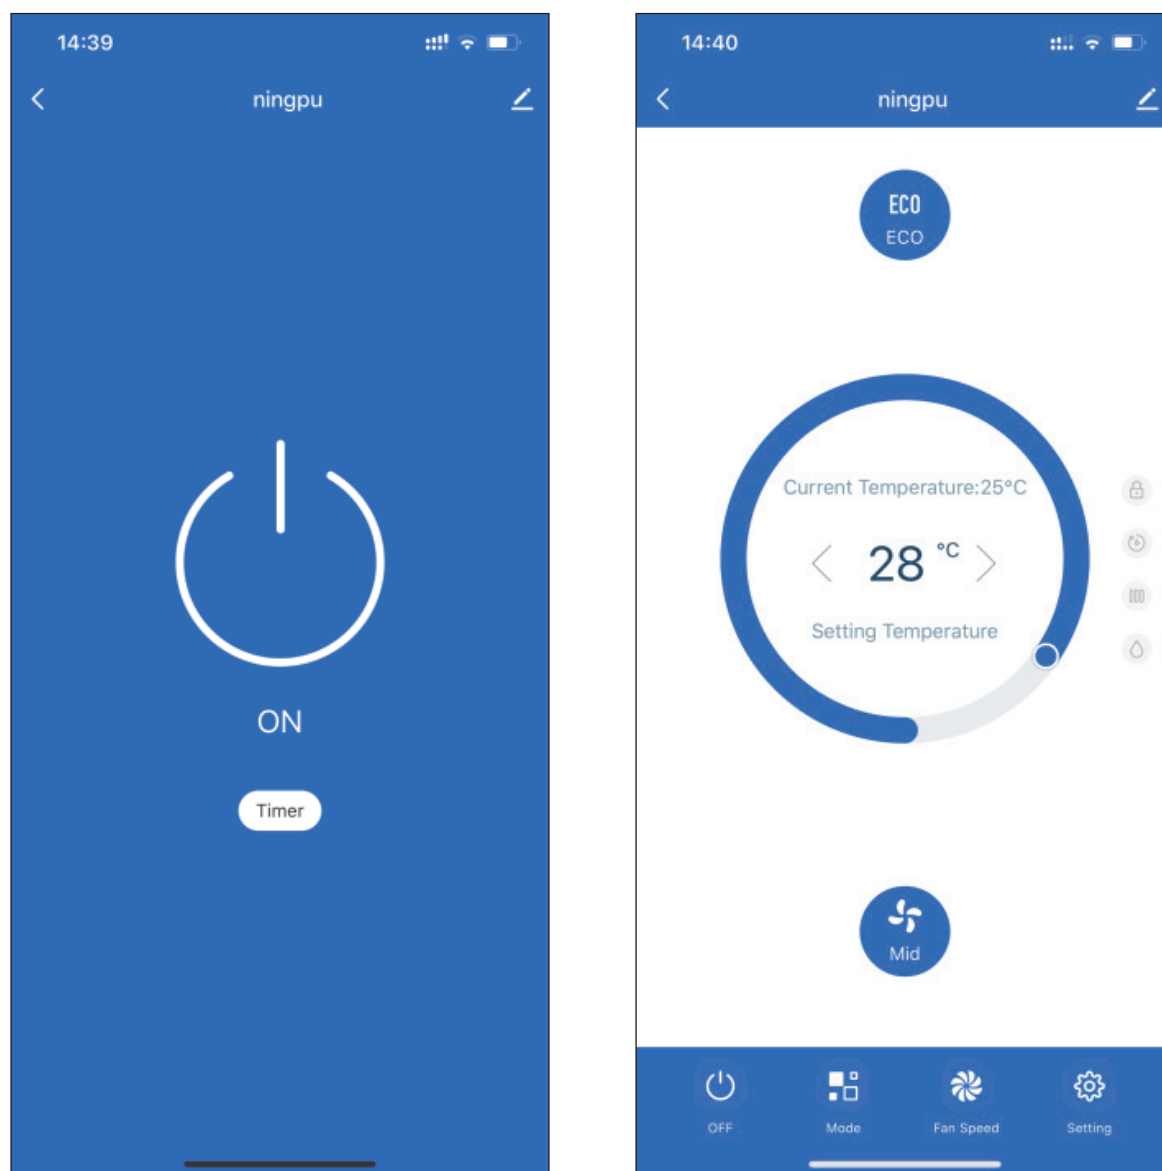 14:39
ningpu
ON
Timer
14:40
ningpu
ECO
ECO
Current Temperature:25°C
28 °C
Setting Temperature
Mid
OFF
Mode
Fan Speed
Setting